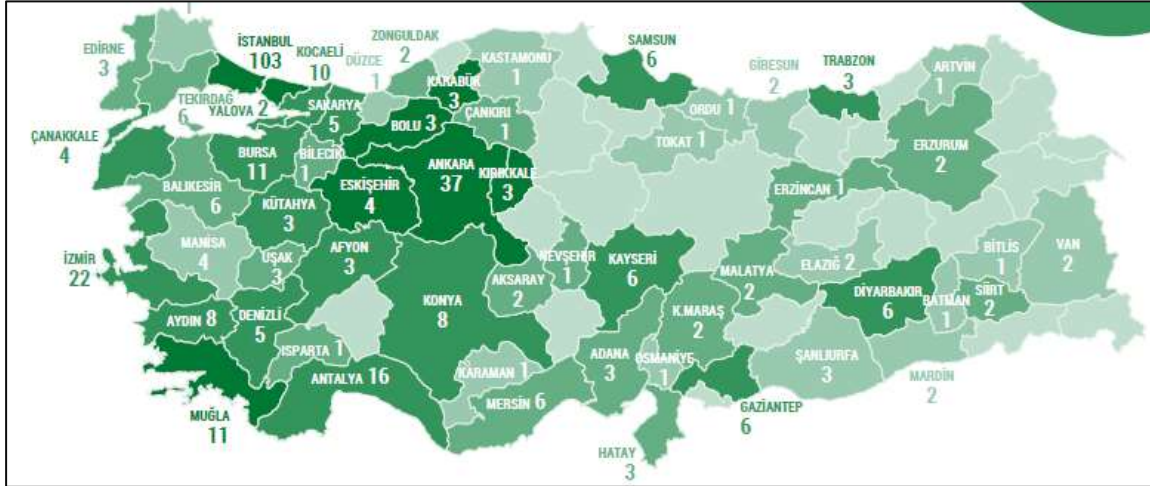 1
EDİRNE
3
İSTANBUL
103
KOCAELİ
10
DÜZCE
1
ZONGULDAK
2
KASTAMONU
1
SAMSUN
6
GİRESUN
2
TRABZON
3
ARTVİN
1
TEKİRDAĞ
6
YALOVA 2
SAKARYA
5
KARABÜK
3
BOLU 3
ÇANKIRI
1
ORDU 1
TOKAT 1
ERZURUM
2
ÇANAKKALE
4
BURSA
11
BİLECİK
1
ANKARA
37
KIRIKKALE
3
ERZİNCAN 1
BALIKESİR
6
KÜTAHYA
3
ESKİŞEHİR
4
İZMİR
22
MANİSA
4
UŞAK
3
AFYON
3
AKSARAY
2
NEVŞEHİR
1
KAYSERİ
6
MALATYA
2
ELAZIĞ 2
BİTLİS
1
VAN
2
AYDIN 8
DENİZLİ
5
KONYA
8
K.MARAŞ
2
DİYARBAKIR
6
BATMAN
1
SİİRT
2
ISPARTA 1
ANTALYA 16
KARAMAN 1
MERSİN 6
ADANA
3
OSMANİYE
1
ŞANLIURFA
3
MARDİN
2
MUĞLA
11
GAZİANTEP
6
HATAY
3